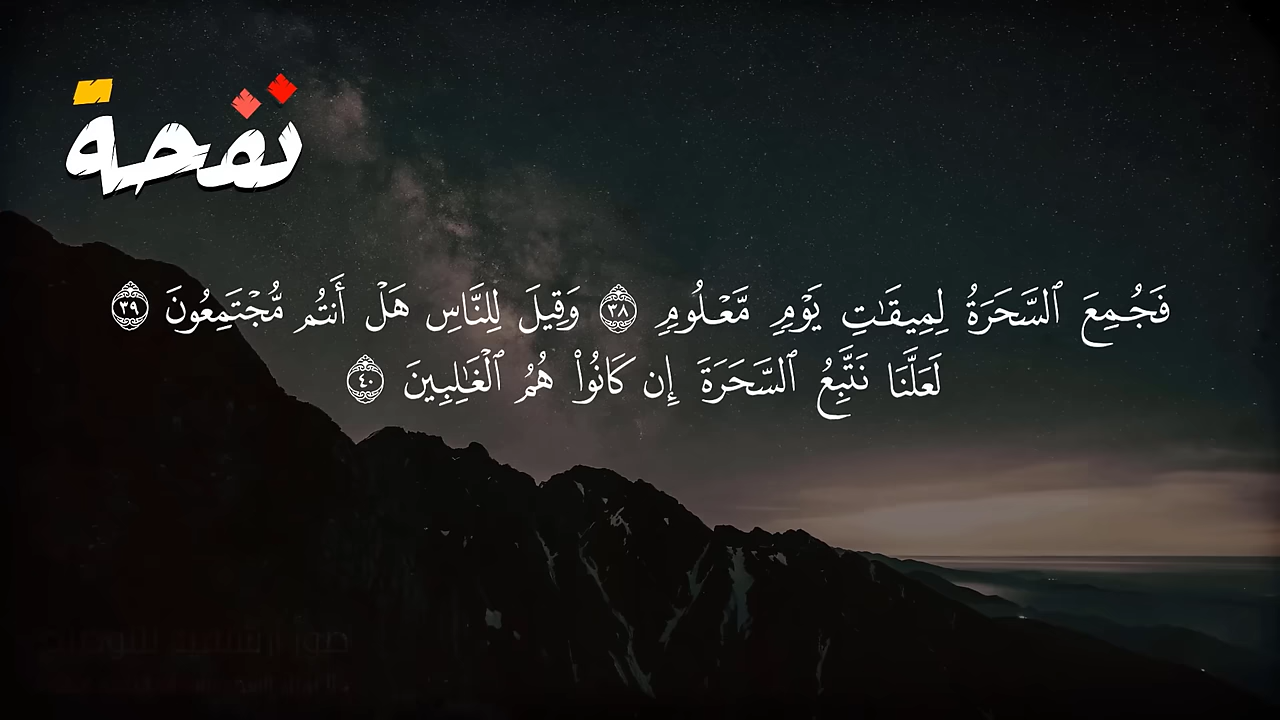 نفحة
فَجُمِعَ ٱلسَّحَرَةُ لِمِيقَٰتِ يَوْمٍ مَّعْلُومٍ ٣٨ وَقِيلَ لِلنَّاسِ هَلْ أَنتُم مُّجْتَمِعُونَ ٣٩
لَعَلَّنَا نَتَّبِعُ ٱلسَّحَرَةَ إِن كَانُوا۟ هُمُ ٱلْغَٰلِبِينَ ٤٠